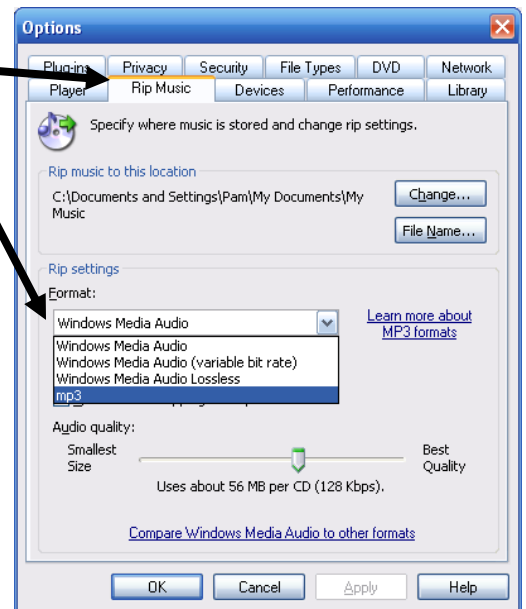 Options
Plug-ins Privacy Security File Types DVD Network
Player Rip Music Devices Performance Library
Specify where music is stored and change rip settings.
Rip music to this location
C:\Documents and Settings\Pam\My Documents\My
Music
Change...
File Name...
Rip settings
Format:
Windows Media Audio
Learn more about
MP3 formats
Windows Media Audio
Windows Media Audio (variable bit rate)
Windows Media Audio Lossless
mp3
Audio quality:
Smallest
Size
Best
Quality
Uses about 56 MB per CD (128 Kbps).
Compare Windows Media Audio to other formats
OK Cancel Apply Help